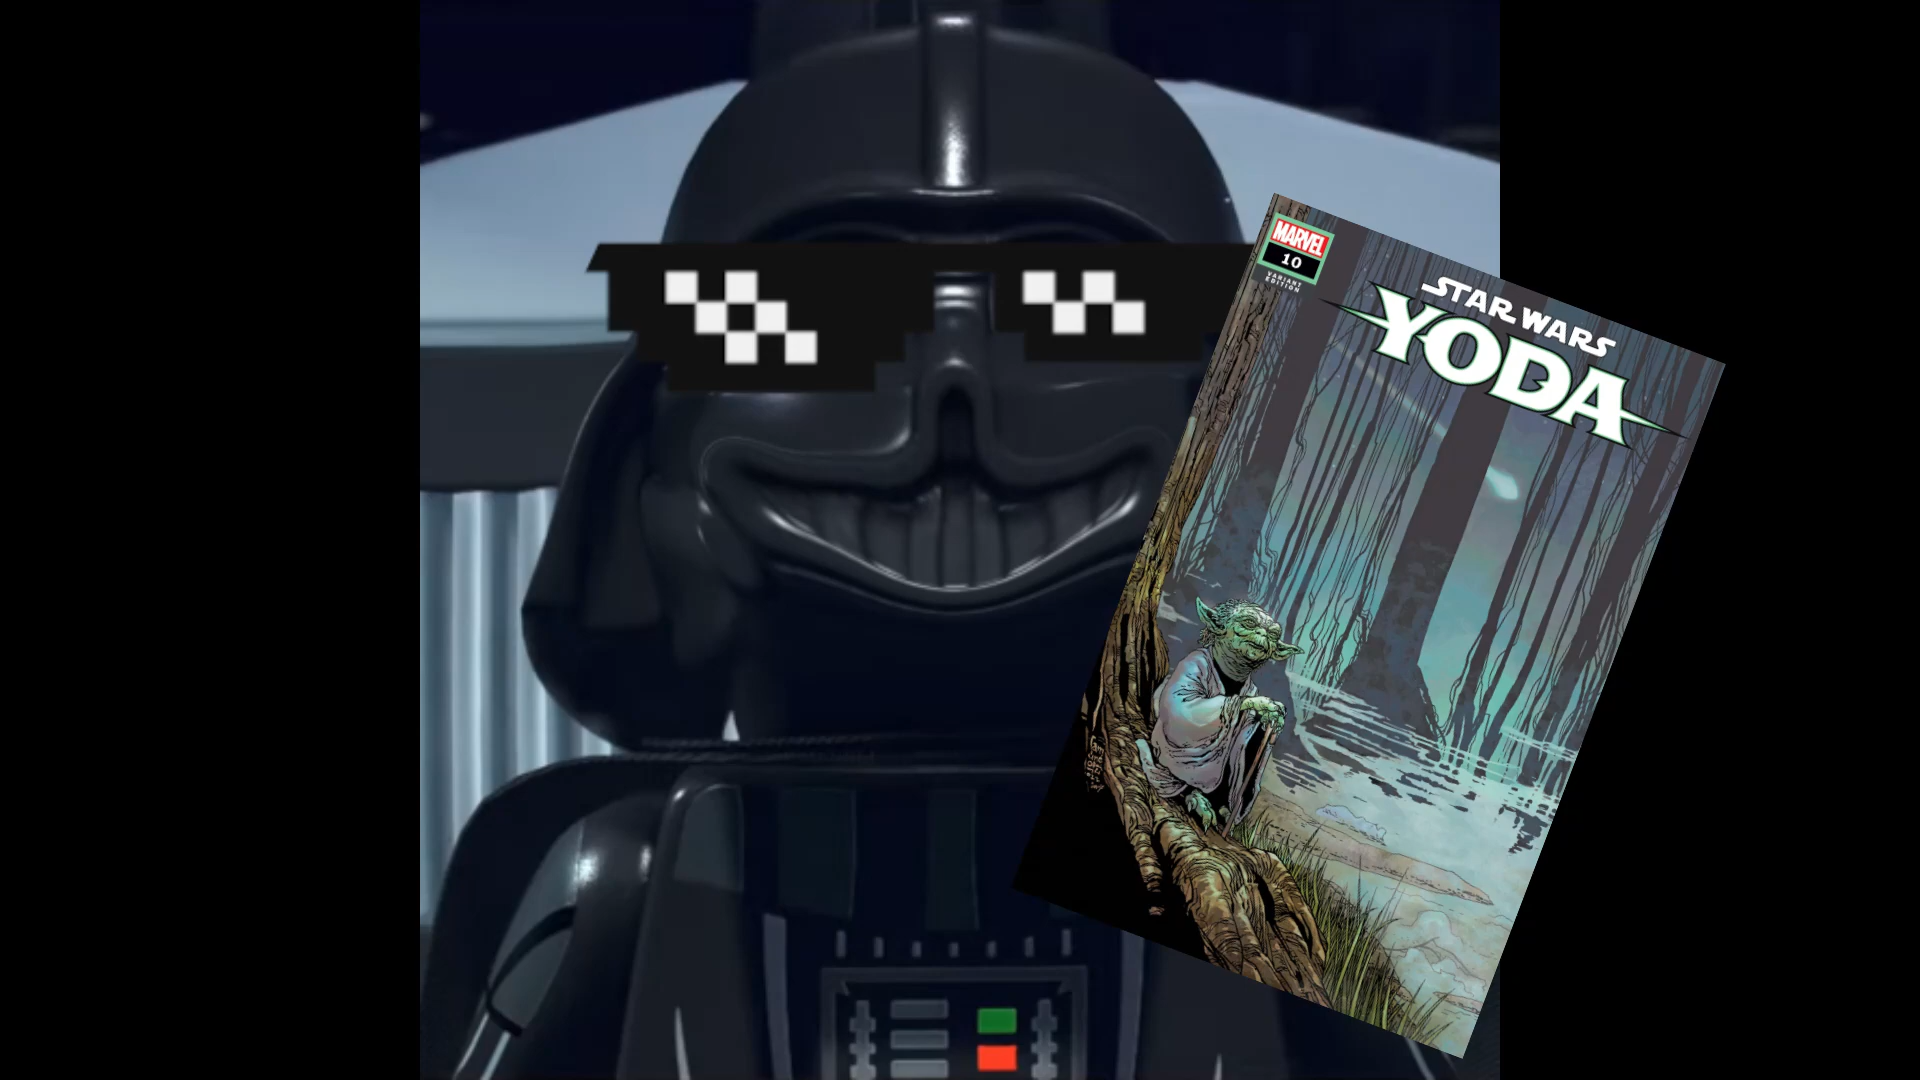 MARVEL
10
VARIANT
EDITION
STAR WARS
YODA